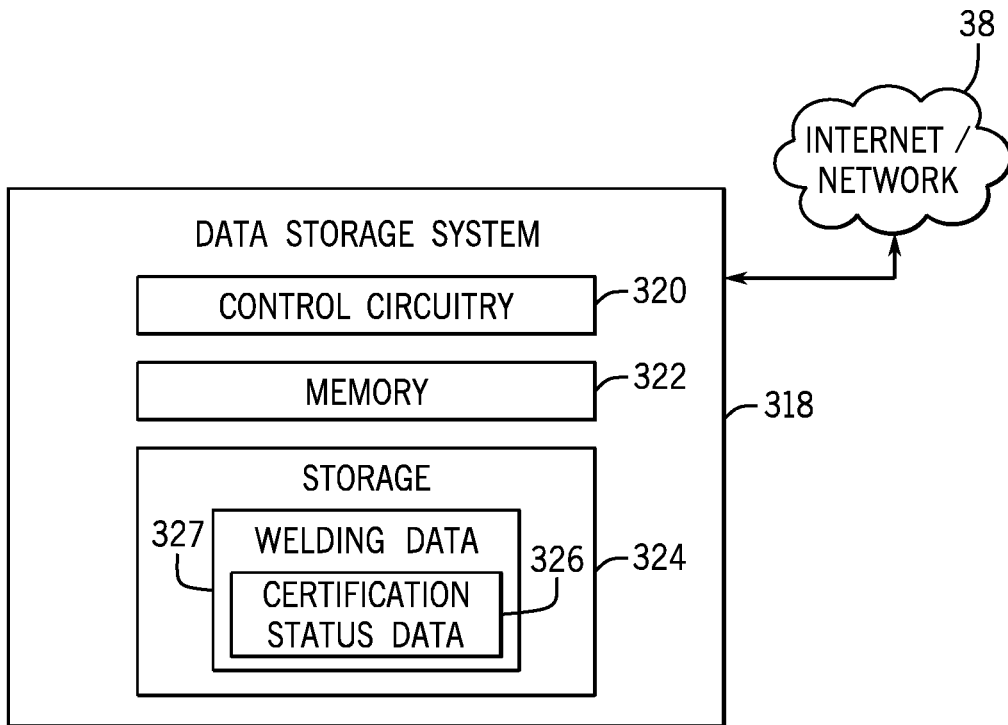 38
INTERNET /
NETWORK
DATA STORAGE SYSTEM
CONTROL CIRCUITRY
320
MEMORY
322
318
STORAGE
327
WELDING DATA
326
324
CERTIFICATION
STATUS DATA